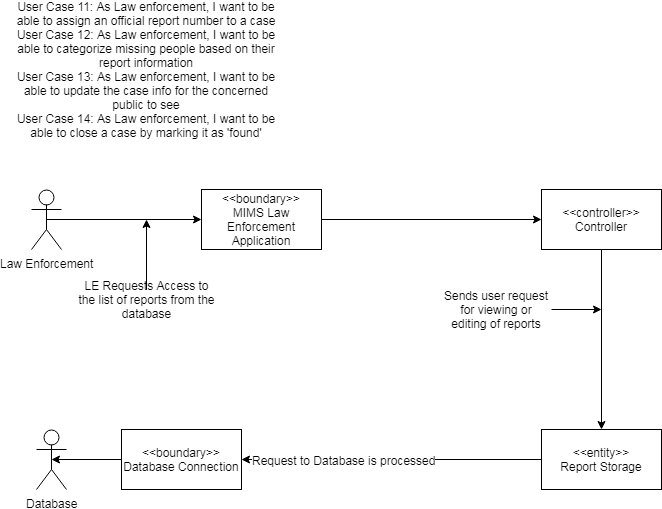 User Case 11: As Law enforcement, I want to be
able to assign an official report number to a case
User Case 12: As Law enforcement, I want to be
able to categorize missing people based on their
report information
User Case 13: As Law enforcement, I want to be
able to update the case info for the concerned
public to see
User Case 14: As Law enforcement, I want to be
able to close a case by marking it as 'found'
<<boundary>>
MIMS Law
Enforcement
Application
<<controller>>
Controller
Law Enforcement
LE Requests Access to
the list of reports from the
database
Sends user request
for viewing or
editing of reports
<<boundary>>
Database Connection
Request to Database is processed
<<entity>>
Report Storage
Database